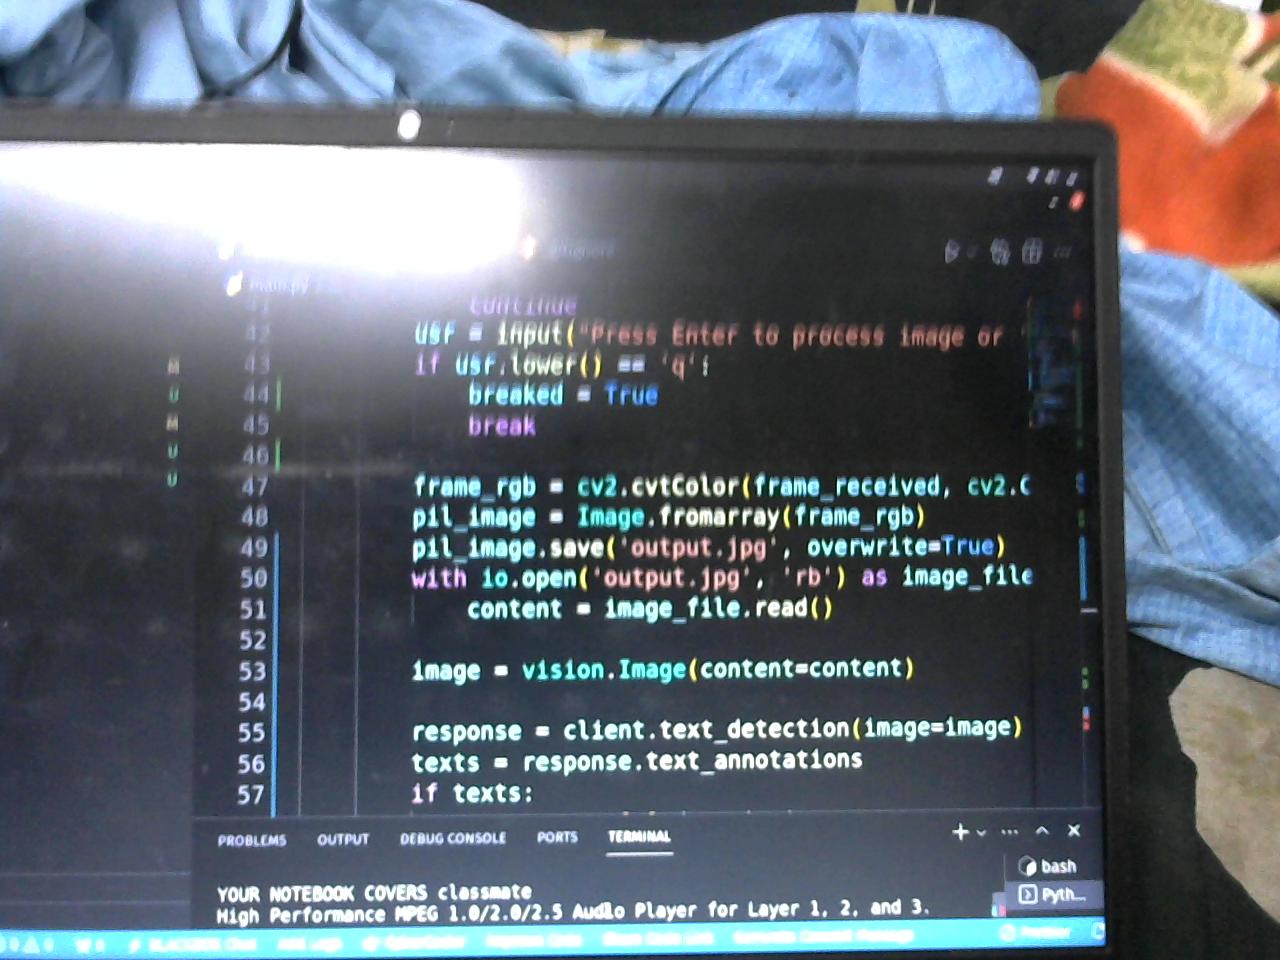 main.py
41 continue
42 usr = input("Press Enter to process image or '
43 if usr.lower() == 'q':
44 breaked = True
45 break
46
47 frame_rgb = cv2.cvtColor(frame_received, cv2.C
48 pil_image = Image.fromarray(frame_rgb)
49 pil_image.save('output.jpg', overwrite=True)
50 with io.open('output.jpg', 'rb') as image_file
51 content = image_file.read()
52
53 image = vision.Image(content=content)
54
55 response = client.text_detection(image=image)
56 texts = response.text_annotations
57 if texts:
M
U
M
U
U
PROBLEMS OUTPUT DEBUG CONSOLE PORTS TERMINAL
bash
Pyth...
YOUR NOTEBOOK COVERS classmate
High Performance MPEG 1.0/2.0/2.5 Audio Player for Layer 1, 2, and 3.